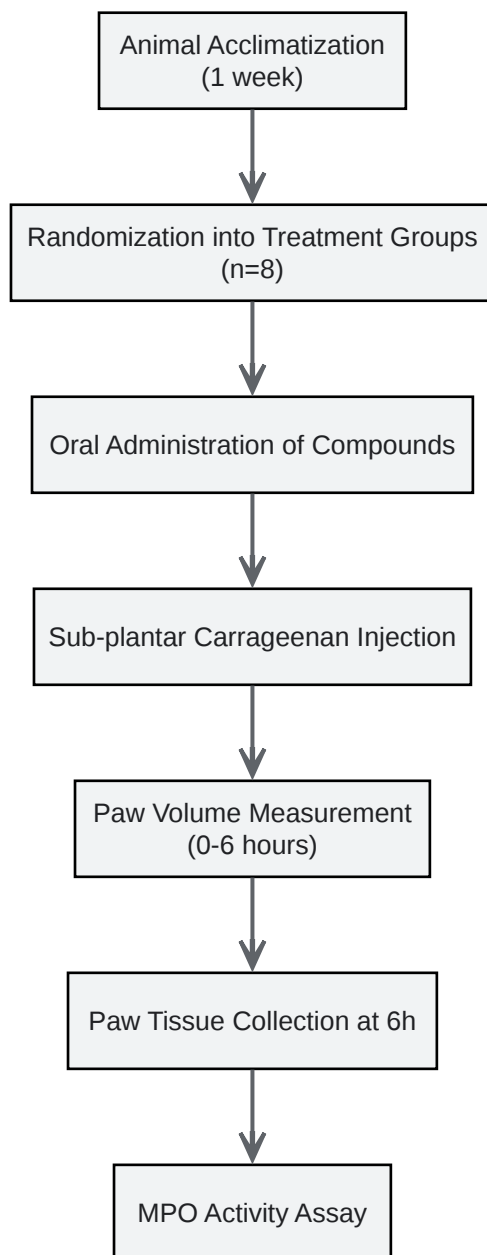 Animal Acclimatization
(1 week)
Randomization into Treatment Groups
(n=8)
Oral Administration of Compounds
Sub-plantar Carrageenan Injection
Paw Volume Measurement
(0-6 hours)
Paw Tissue Collection at 6h
MPO Activity Assay